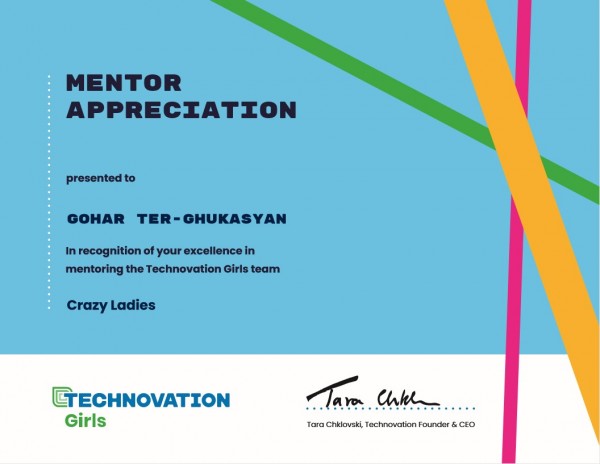 MENTOR
APPRECIATION
presented to
GOHAR TER-GHUKASYAN
In recognition of your excellence in
mentoring the Technovation Girls team
Crazy Ladies
TECHNOVATION
Girls
Tara Chklovski, Technovation Founder & CEO